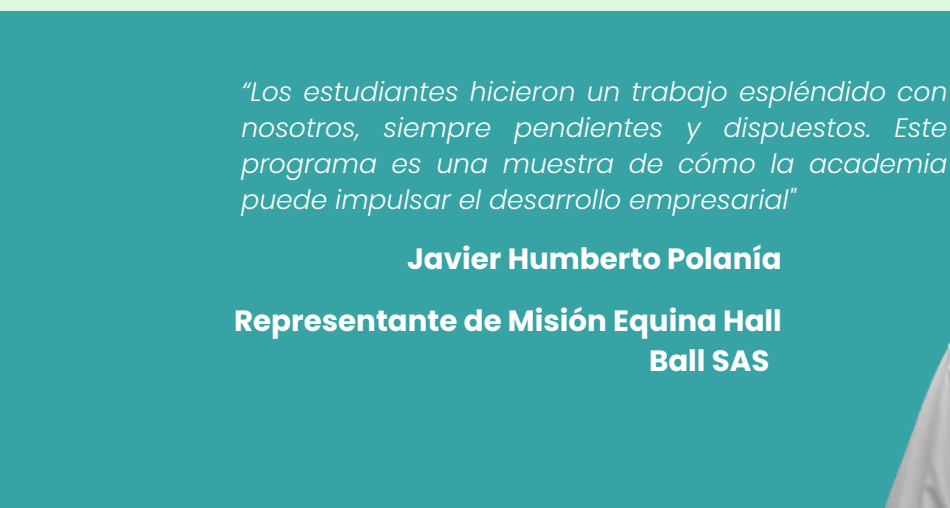 “Los estudiantes hicieron un trabajo espléndido con
nosotros, siempre pendientes y dispuestos. Este
programa es una muestra de cómo la academia
puede impulsar el desarrollo empresarial"
Javier Humberto Polanía
Representante de Misión Equina Hall
Ball SAS